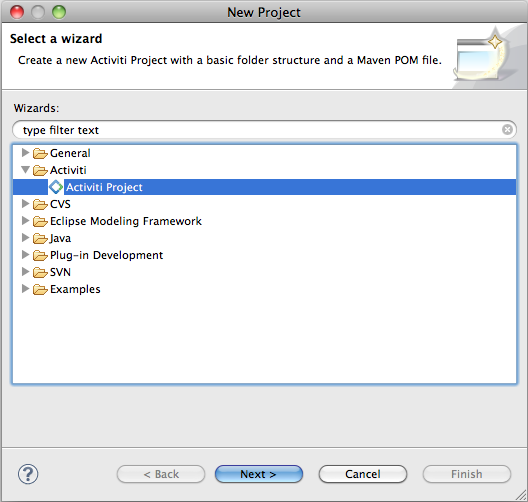 New Project
Select a wizard
Create a new Activiti Project with a basic folder structure and a Maven POM file.
Wizards:
type filter text
General
Activiti
Activiti Project
CVS
Eclipse Modeling Framework
Java
Plug-in Development
SVN
Examples
?
< Back
Next >
Cancel
Finish